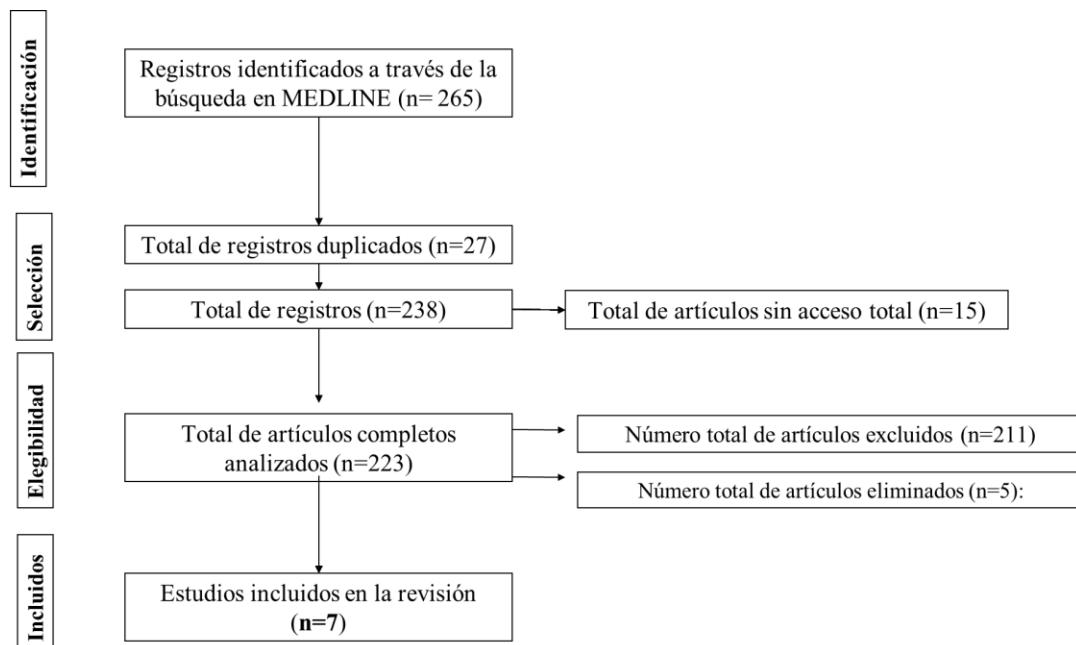 Identificación
Registros identificados a través de la
búsqueda en MEDLINE (n= 265)
Selección
Total de registros duplicados (n=27)
Total de registros (n=238)
Total de artículos sin acceso total (n=15)
Elegibilidad
Total de artículos completos
analizados (n=223)
Número total de artículos excluidos (n=211)
Número total de artículos eliminados (n=5):
Incluidos
Estudios incluidos en la revisión
(n=7)